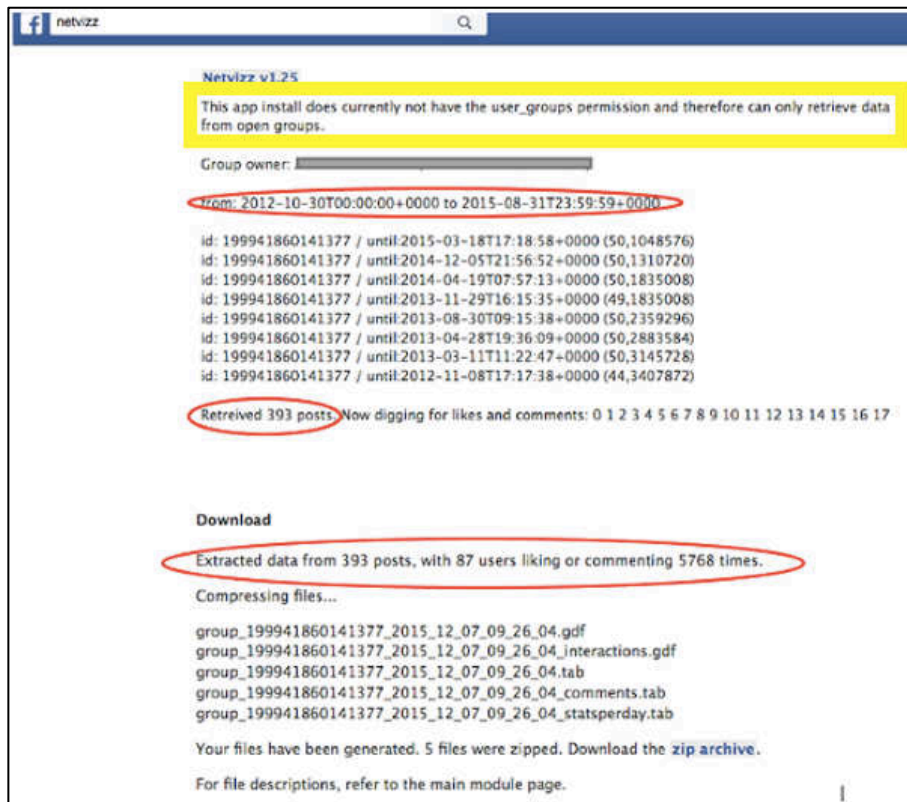 netvizz
Netvizz v1.25
This app install does currently not have the user_groups permission and therefore can only retrieve data
from open groups.
Group owner:
from: 2012-10-30T00:00:00+0000 to 2015-08-31T23:59:59+0000
id: 199941860141377 / until:2015-03-18T17:18:58+0000 (50,1048576)
id: 199941860141377 / until:2014-12-05T21:56:52+0000 (50,1310720)
id: 199941860141377 / until:2014-04-19T07:57:13+0000 (50,1835008)
id: 199941860141377 / until:2013-11-29T16:15:35+0000 (49,1835008)
id: 199941860141377 / until:2013-08-30T09:15:38+0000 (50,2359296)
id: 199941860141377 / until:2013-04-28T19:36:09+0000 (50,2883584)
id: 199941860141377 / until:2013-03-11T11:22:47+0000 (50,3145728)
id: 199941860141377 / until:2012-11-08T17:17:38+0000 (44,3407872)
Retreived 393 posts. Now digging for likes and comments: 0 1 2 3 4 5 6 7 8 9 10 11 12 13 14 15 16 17
Download
Extracted data from 393 posts, with 87 users liking or commenting 5768 times.
Compressing files...
group_199941860141377_2015_12_07_09_26_04.gdf
group_199941860141377_2015_12_07_09_26_04_interactions.gdf
group_199941860141377_2015_12_07_09_26_04.tab
group_199941860141377_2015_12_07_09_26_04_comments.tab
group_199941860141377_2015_12_07_09_26_04_statsperday.tab
Your files have been generated. 5 files were zipped. Download the zip archive.
For file descriptions, refer to the main module page.